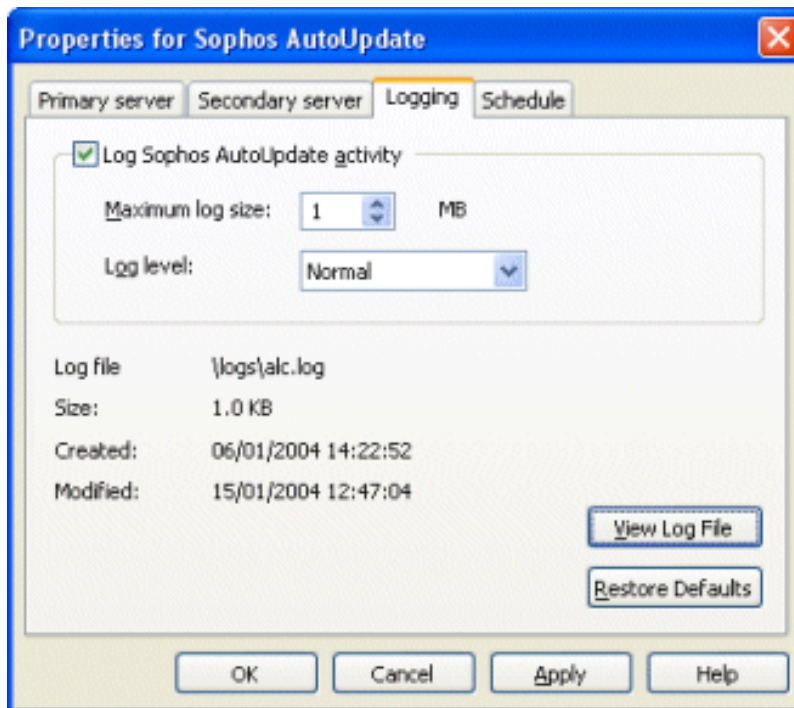 Properties for Sophos AutoUpdate
Primary server Secondary server Logging Schedule
Log Sophos AutoUpdate activity
Maximum log size: 1 MB
Log level: Normal
Log file \logs\alc.log
Size: 1.0 KB
Created: 06/01/2004 14:22:52
Modified: 15/01/2004 12:47:04
View Log File
Restore Defaults
OK Cancel Apply Help